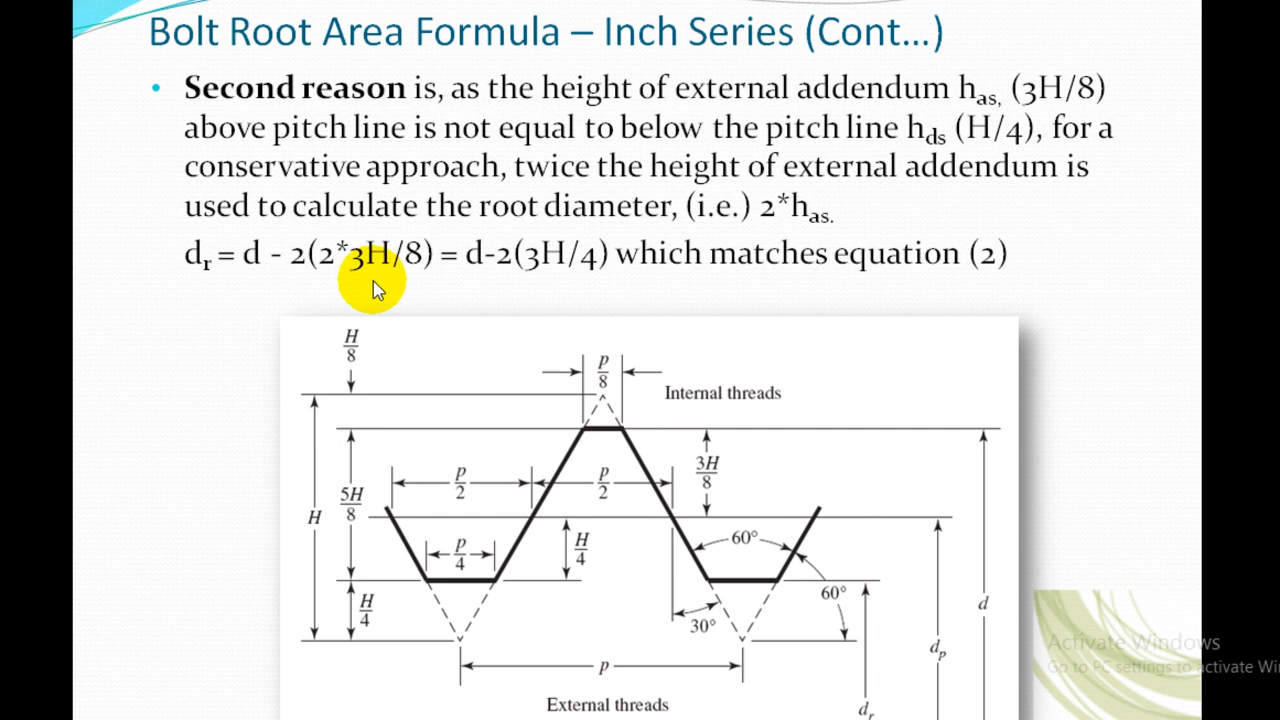 Bolt Root Area Formula – Inch Series (Cont…)
• Second reason is, as the height of external addendum has, (3H/8)
above pitch line is not equal to below the pitch line hds (H/4), for a
conservative approach, twice the height of external addendum is
used to calculate the root diameter, (i.e.) 2*has.
dr = d - 2(2*3H/8) = d-2(3H/4) which matches equation (2)
H/8
p/8
Internal threads
3H/8
p/2
p/2
5H/8
H
60°
p/4
H/4
60°
H/4
30°
d
Activate Windows
dp
Go to PC settings to activate Wi
p
External threads
dr